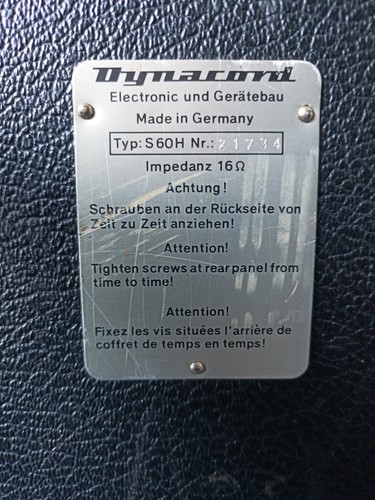 Dynacord
Electronic und Gerätebau
Made in Germany
Typ: S60H Nr.: 21734
Impedanz 16Ω
Achtung!
Schrauben an der Rückseite von
Zeit zu Zeit anziehen!
Attention!
Tighten screws at rear panel from
time to time!
Attention!
Fixez les vis situées l'arrière de
coffret de temps en temps!